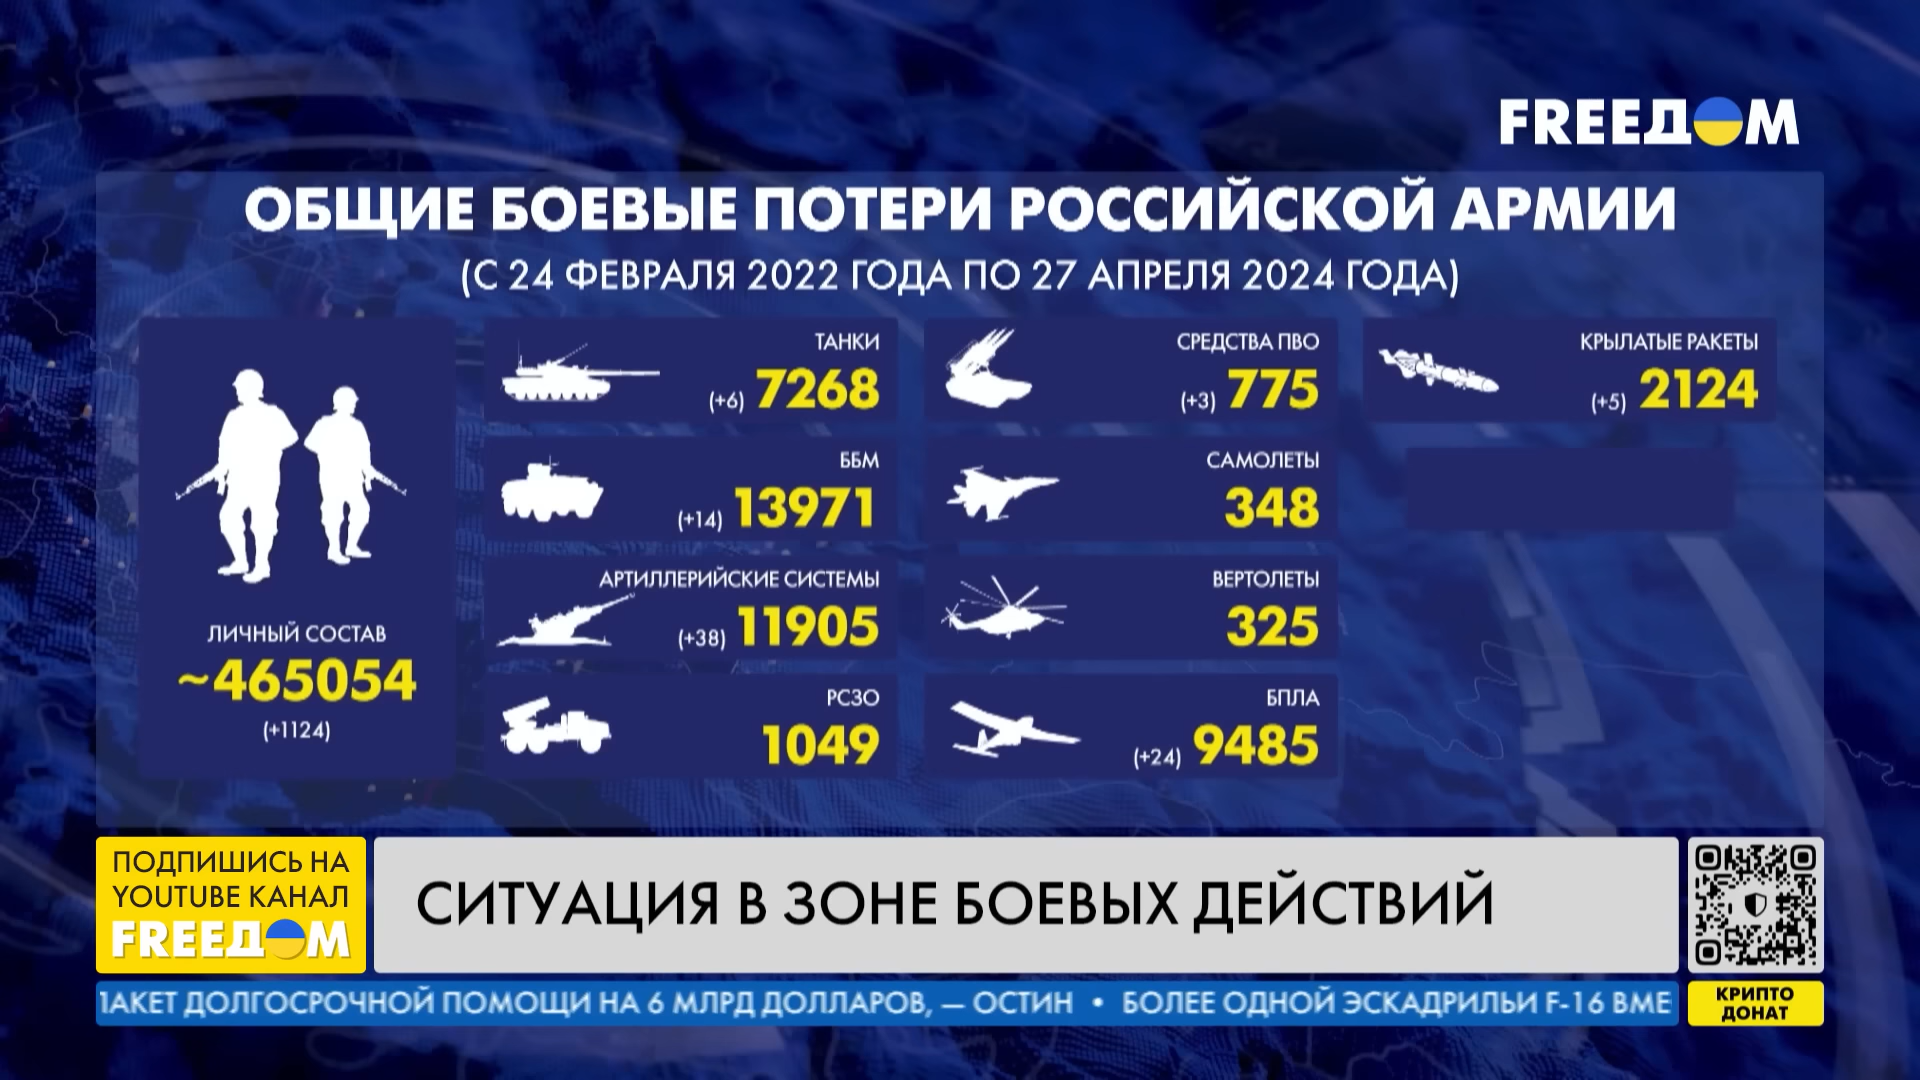 FREEДOM
ОБЩИЕ БОЕВЫЕ ПОТЕРИ РОССИЙСКОЙ АРМИИ
(С 24 ФЕВРАЛЯ 2022 ГОДА ПО 27 АПРЕЛЯ 2024 ГОДА)
ЛИЧНЫЙ СОСТАВ
~465054
(+1124)
ТАНКИ
(+6) 7268
ББМ
(+14) 13971
АРТИЛЛЕРИЙСКИЕ СИСТЕМЫ
(+38) 11905
РСЗО
1049
СРЕДСТВА ПВО
(+3) 775
САМОЛЕТЫ
348
ВЕРТОЛЕТЫ
325
БПЛА
(+24) 9485
КРЫЛАТЫЕ РАКЕТЫ
(+5) 2124
ПОДПИШИСЬ НА
YOUTUBE КАНАЛ
FREEДOM
СИТУАЦИЯ В ЗОНЕ БОЕВЫХ ДЕЙСТВИЙ
ПАКЕТ ДОЛГОСРОЧНОЙ ПОМОЩИ НА 6 МЛРД ДОЛЛАРОВ, — ОСТИН • БОЛЕЕ ОДНОЙ ЭСКАДРИЛЬИ F-16 ВМЕ
КРИПТО
ДОНАТ